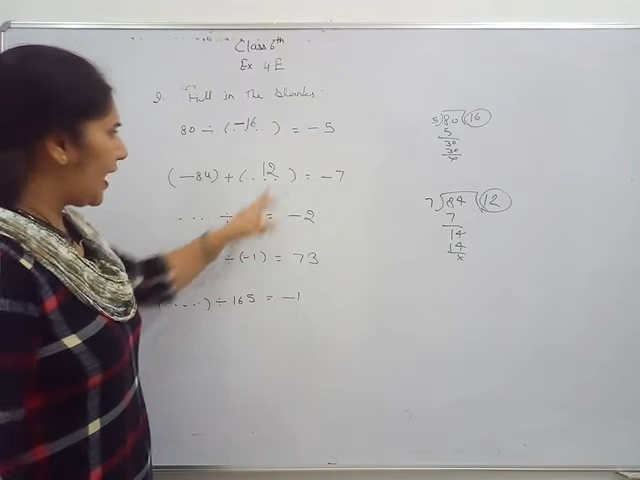 Class 6th
Ex 4E
Fill in the blanks.
80 ÷ (..-16..) = -5
(-84) + (..12..) = -7
.... ÷ = -2
÷ (-1) = 73
....) ÷ 165 = -1
5)80(16
5
30
30
x
7)84(12
7
14
14
x